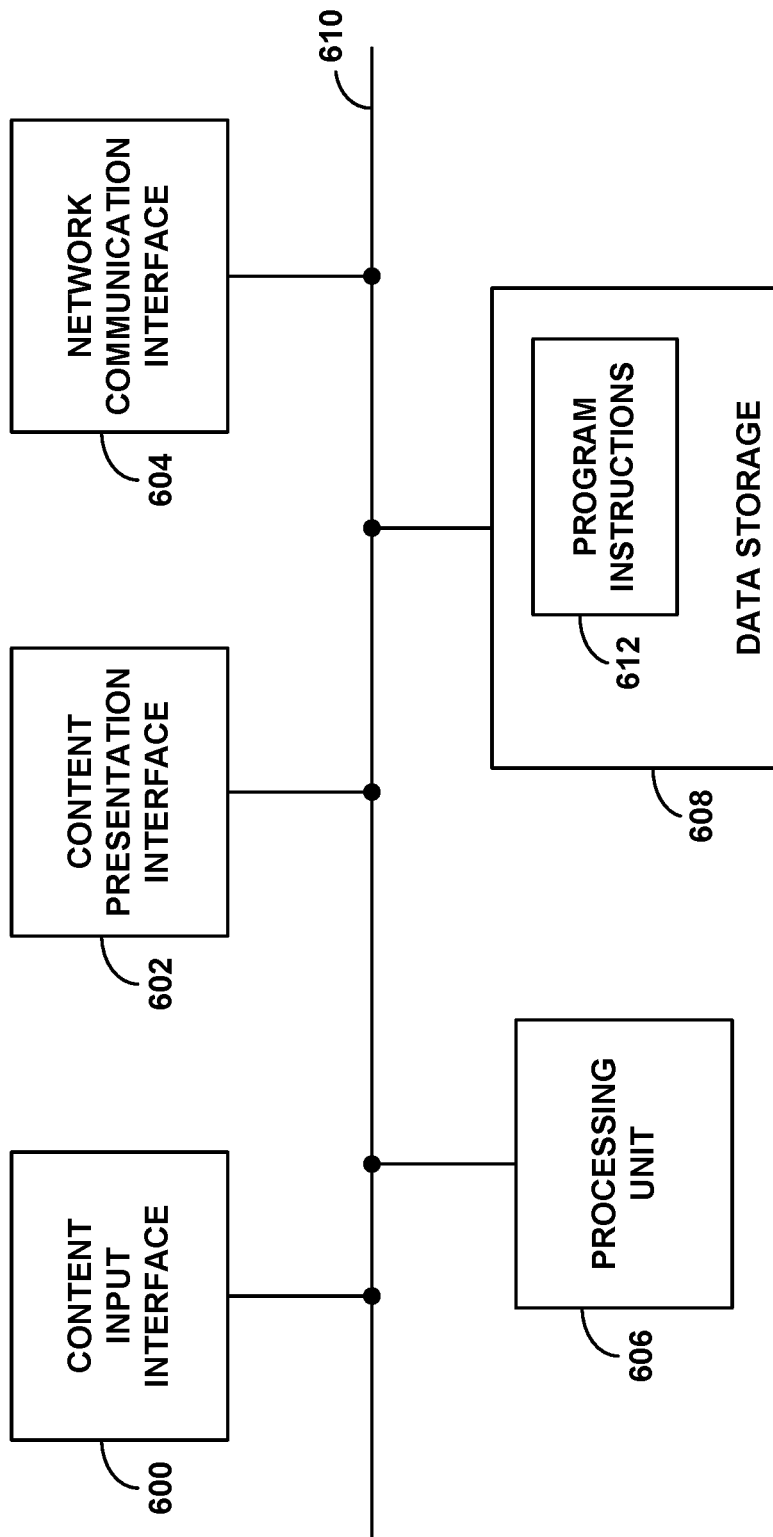 CONTENT
INPUT
INTERFACE
600
CONTENT
PRESENTATION
INTERFACE
602
NETWORK
COMMUNICATION
INTERFACE
604
610
PROCESSING
UNIT
606
PROGRAM
INSTRUCTIONS
612
DATA STORAGE
608